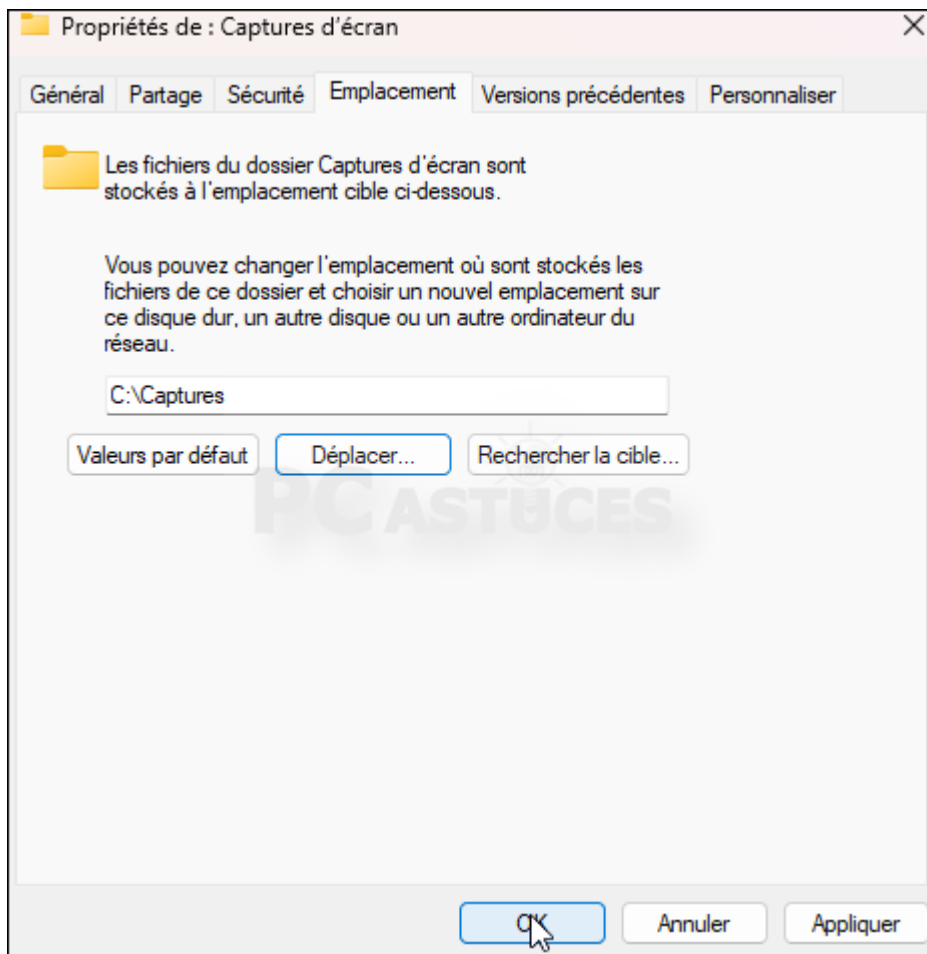 Propriétés de : Captures d'écran
Général Partage Sécurité Emplacement Versions précédentes Personnaliser
Les fichiers du dossier Captures d'écran sont
stockés à l'emplacement cible ci-dessous.
Vous pouvez changer l'emplacement où sont stockés les
fichiers de ce dossier et choisir un nouvel emplacement sur
ce disque dur, un autre disque ou un autre ordinateur du
réseau.
C:\Captures
Valeurs par défaut Déplacer... Rechercher la cible...
PC ASTUCES
OK Annuler Appliquer